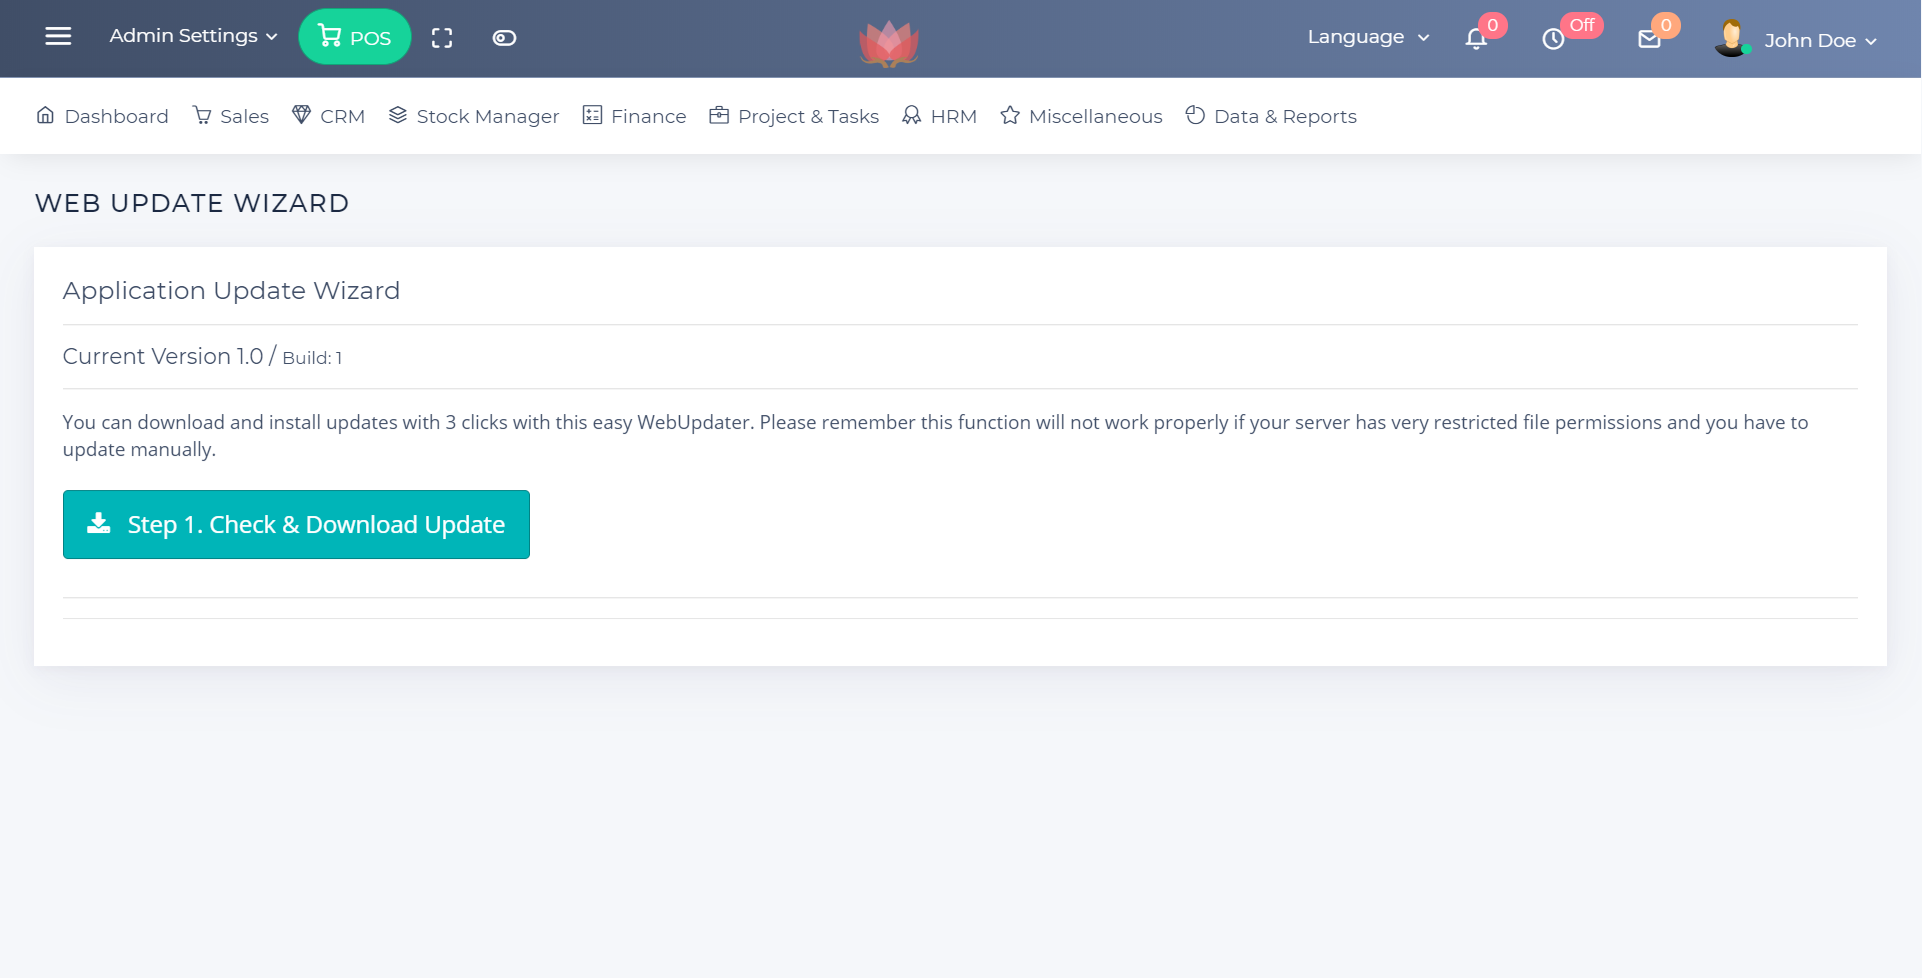 Admin Settings
POS
Language
0
Off
0
John Doe
Dashboard
Sales
CRM
Stock Manager
Finance
Project & Tasks
HRM
Miscellaneous
Data & Reports
WEB UPDATE WIZARD
Application Update Wizard
Current Version 1.0 / Build: 1
You can download and install updates with 3 clicks with this easy WebUpdater. Please remember this function will not work properly if your server has very restricted file permissions and you have to
update manually.
Step 1. Check & Download Update